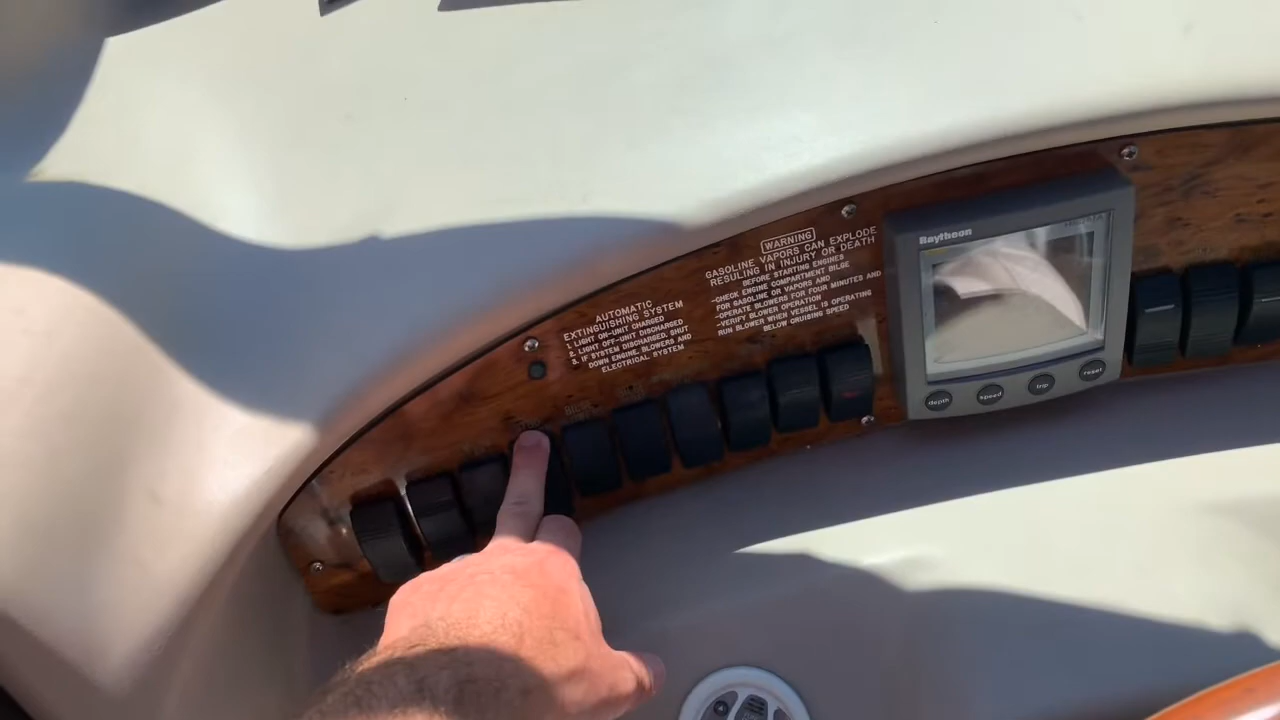 AUTOMATIC
EXTINGUISHING SYSTEM
1. LIGHT ON-UNIT CHARGED
2. LIGHT OFF-UNIT DISCHARGED
3. IF SYSTEM DISCHARGED, SHUT
DOWN ENGINE, BLOWERS AND
ELECTRICAL SYSTEM
WARNING
GASOLINE VAPORS CAN EXPLODE
RESULING IN INJURY OR DEATH
BEFORE STARTING ENGINES
-CHECK ENGINE COMPARTMENT BILGE
FOR GASOLINE OR VAPORS AND
-OPERATE BLOWERS FOR FOUR MINUTES AND
-VERIFY BLOWER OPERATION
RUN BLOWER WHEN VESSEL IS OPERATING
BELOW CRUISING SPEED
Raytheon
depth
speed
trip
reset